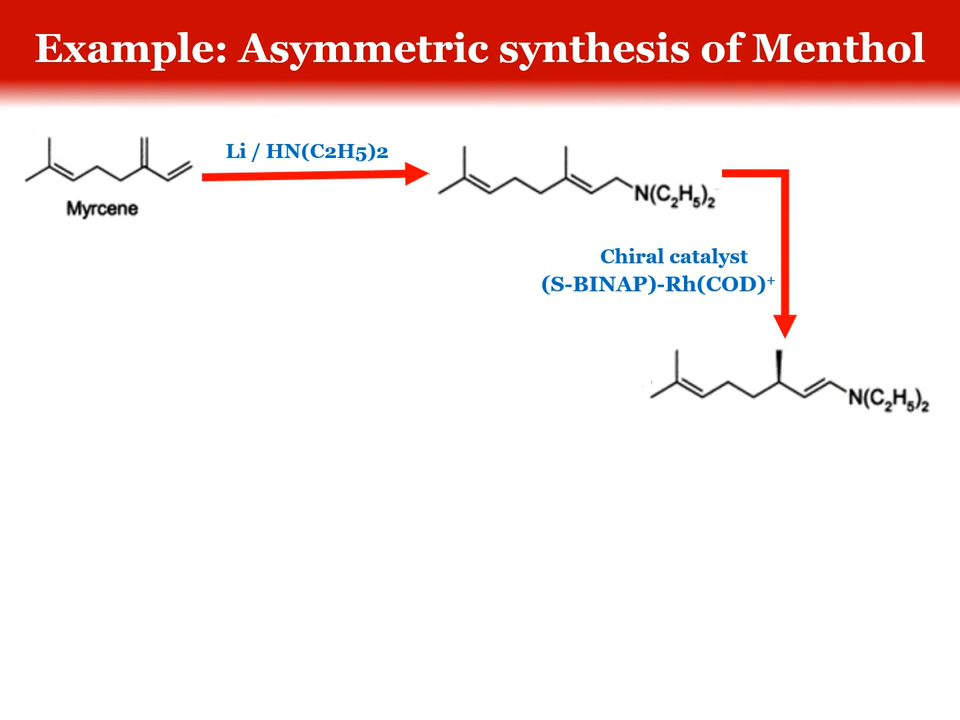 Example: Asymmetric synthesis of Menthol
Li / HN(C2H5)2
Myrcene
N(C₂H₅)₂
Chiral catalyst
(S-BINAP)-Rh(COD)⁺
N(C₂H₅)₂